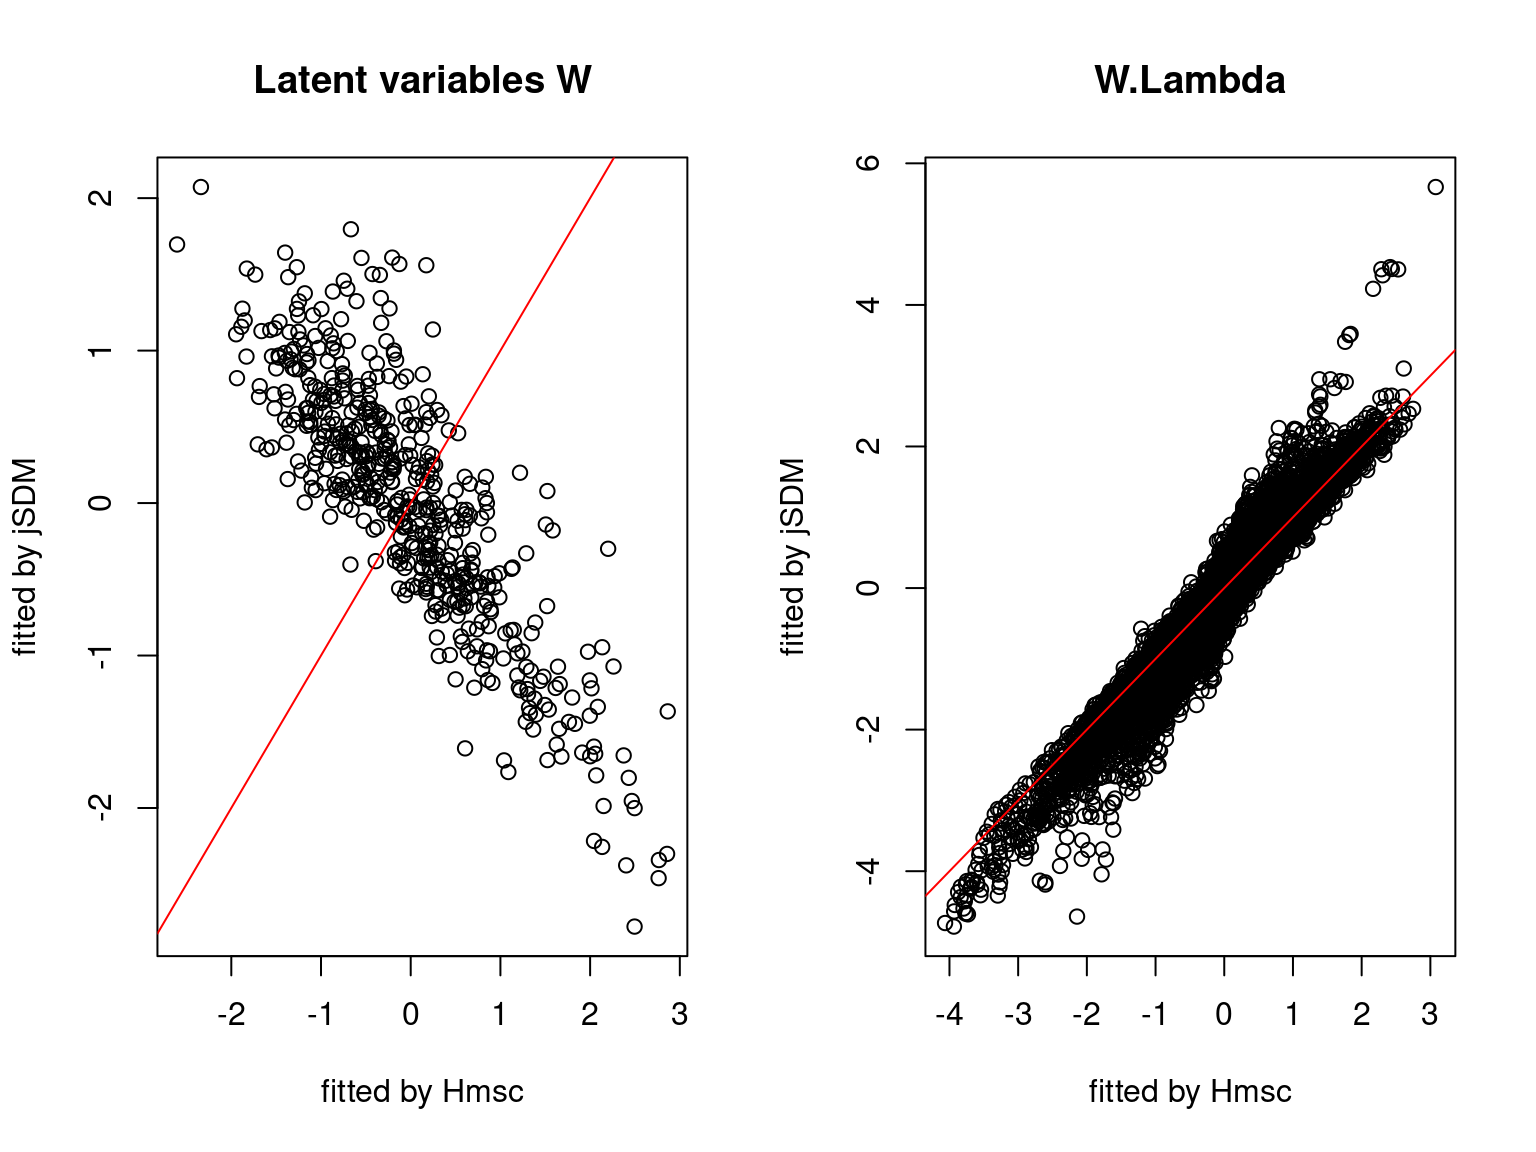 Latent variables W
fitted by jSDM
2
1
0
-1
-2
-2 -1 0 1 2 3
fitted by Hmsc
W.Lambda
fitted by jSDM
6
4
2
0
-2
-4
-4 -3 -2 -1 0 1 2 3
fitted by Hmsc